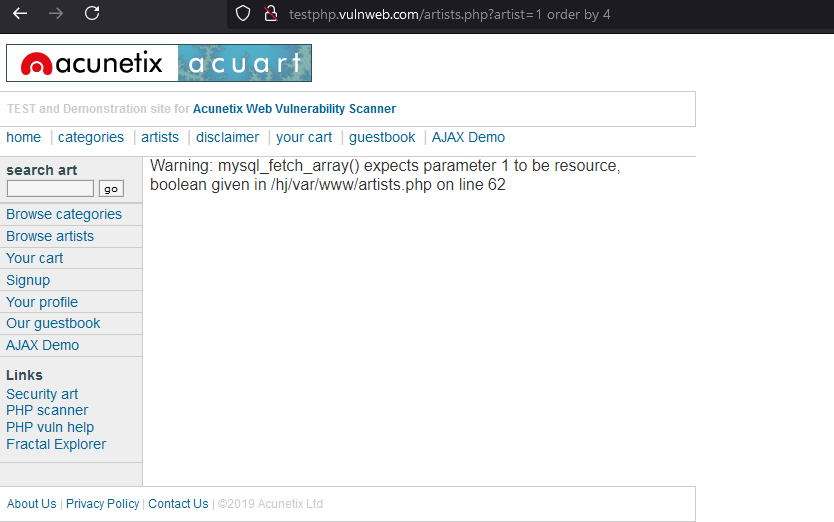 testphp.vulnweb.com/artists.php?artist=1 order by 4
acunetix acuart
TEST and Demonstration site for Acunetix Web Vulnerability Scanner
home | categories | artists | disclaimer | your cart | guestbook | AJAX Demo
search art
go
Browse categories
Browse artists
Your cart
Signup
Your profile
Our guestbook
AJAX Demo
Links
Security art
PHP scanner
PHP vuln help
Fractal Explorer
Warning: mysql_fetch_array() expects parameter 1 to be resource,
boolean given in /hj/var/www/artists.php on line 62
About Us | Privacy Policy | Contact Us | ©2019 Acunetix Ltd